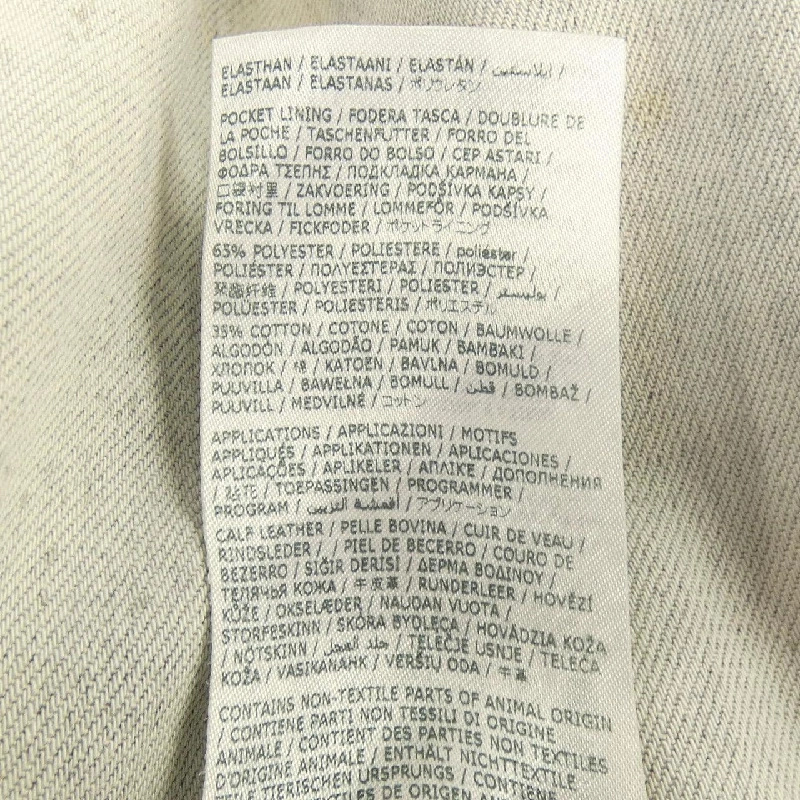 ELASTHAN / ELASTAANI / ELASTÁN / إيلاستين /
ELASTAAN / ELASTANAS / ポリウレタン
POCKET LINING / FODERA TASCA / DOUBLURE DE
LA POCHE / TASCHENFUTTER / FORRO DEL
BOLSILLO / FORRO DO BOLSO / CEP ASTARI /
ΦΟΔΡΑ ΤΣΕΠΗΣ / ПОДКЛАДКА КАРМАНА /
口袋衬里 / ZAKVOERING / PODŠÍVKA KAPSY /
FORING TIL LOMME / LOMMEFÔR / PODŠÍVKA
VRECKA / FICKFODER / ポケットライニング
65% POLYESTER / POLIESTERE / poliéster /
POLIÉSTER / ΠΟΛΥΕΣΤΕΡΑΣ / ПОЛИЭСТЕР /
聚酯纤维 / POLYESTERI / POLIESTER / بوليستر /
POLÜESTER / POLIESTERIS / ポリエステル
35% COTTON / COTONE / COTON / BAUMWOLLE /
ALGODÓN / ALGODÃO / PAMUK / ΒΑΜΒΑΚΙ /
ХЛОПОК / 棉 / KATOEN / BAVLNA / BOMULD /
PUUVILLA / BAWEŁNA / BOMULL / قطن / BOMBAŽ /
PUUVILL / MEDVILNĖ / コットン
APPLICATIONS / APPLICAZIONI / MOTIFS
APPLIQUÉS / APPLIKATIONEN / APLICACIONES /
APLICAÇÕES / APLIKELER / ΑΠΛΙΚΕ / ДОПОЛНЕНИЯ
/ 贴花 / TOEPASSINGEN / PROGRAMMER /
PROGRAM / أقمشة التزيين / アプリケーション
CALF LEATHER / PELLE BOVINA / CUIR DE VEAU /
RINDSLEDER / / PIEL DE BECERRO / COURO DE
BEZERRO / SIĞIR DERİSİ / ΔΕΡΜΑ ΒΟΔΙΝΟΥ /
ТЕЛЯЧЬЯ КОЖА / 牛皮革 / RUNDERLEER / HOVĚZÍ
KŮŽE / OKSELÆDER / NAUDAN VUOTA /
STORFESKINN / SKÓRA BYDLĘCA / HOVÄDZIA KOŽA
/ NÖTSKINN / جلد العجل / TELEČJE USNJE / TELEĆA
KOŽA / VASIKANAHK / VERŠIŲ ODA / 牛革
CONTAINS NON-TEXTILE PARTS OF ANIMAL ORIGIN
/ CONTIENE PARTI NON TESSILI DI ORIGINE
ANIMALE / CONTIENT DES PARTIES NON TEXTILES
D'ORIGINE ANIMALE / ENTHÄLT NICHTTEXTILE
TEILE TIERISCHEN URSPRUNGS / CONTIENE